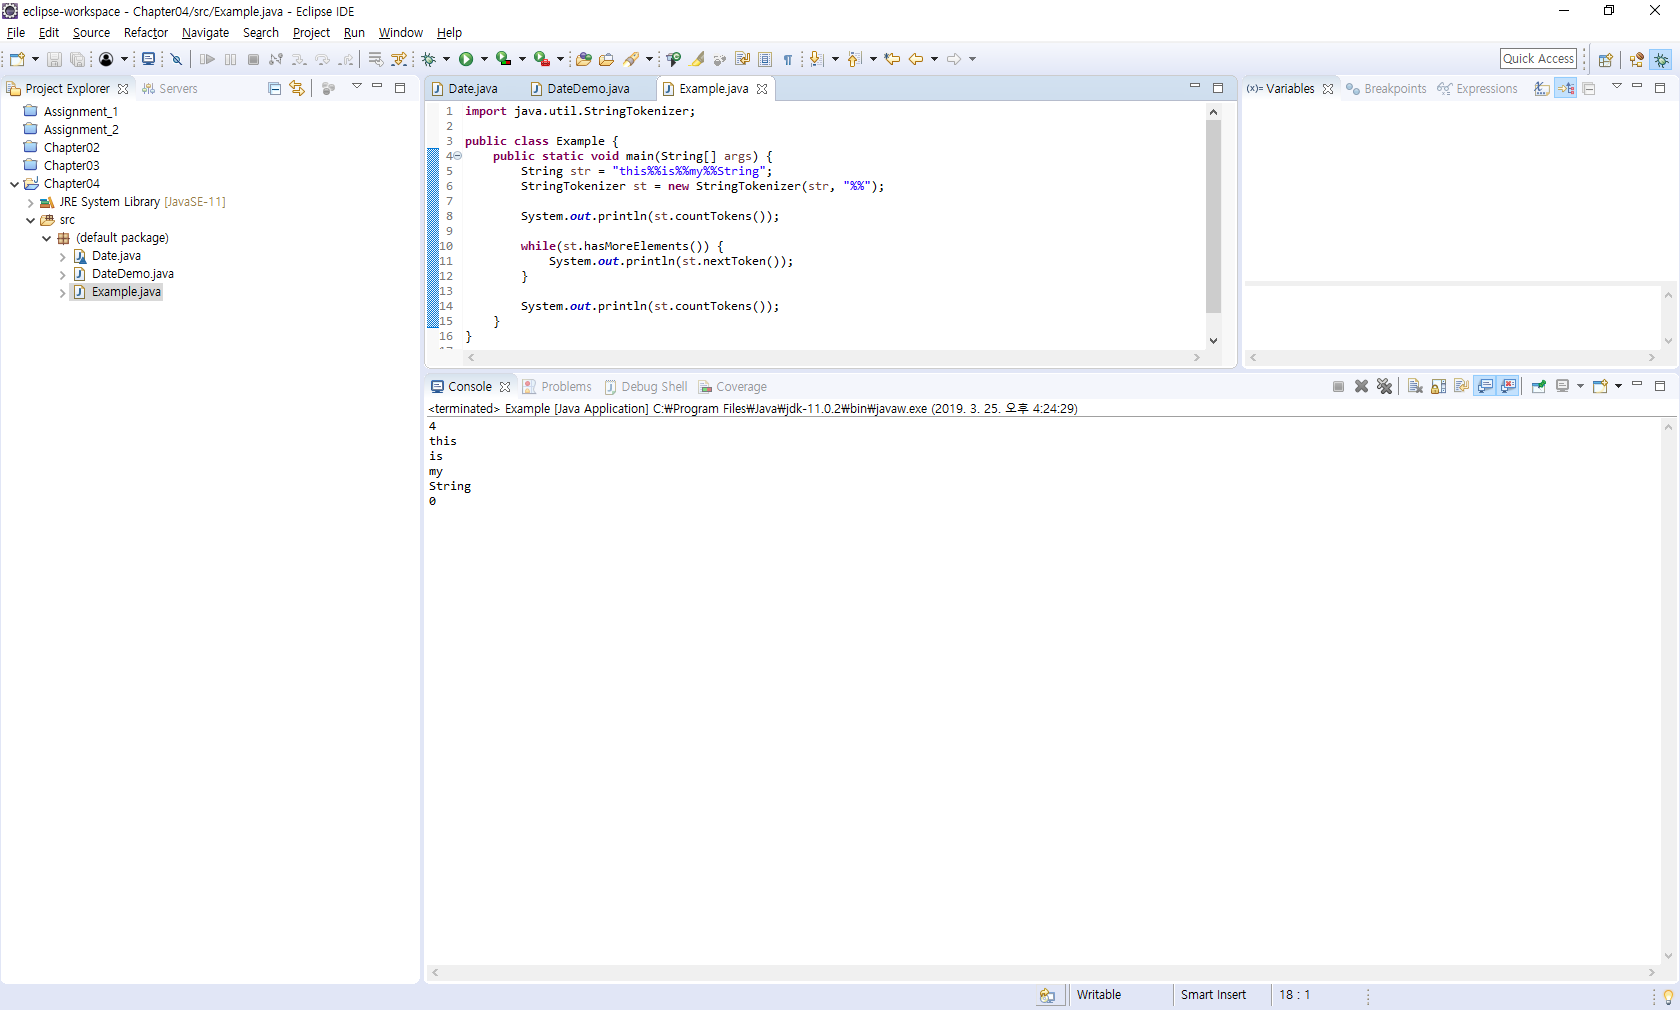 eclipse-workspace - Chapter04/src/Example.java - Eclipse IDE
File Edit Source Refactor Navigate Search Project Run Window Help
Quick Access
Project Explorer Servers
Assignment_1
Assignment_2
Chapter02
Chapter03
Chapter04
JRE System Library [JavaSE-11]
src
(default package)
Date.java
DateDemo.java
Example.java
Date.java DateDemo.java Example.java
1 import java.util.StringTokenizer;
2
3 public class Example {
4 public static void main(String[] args) {
5 String str = "this%%is%%my%%String";
6 StringTokenizer st = new StringTokenizer(str, "%%");
7
8 System.out.println(st.countTokens());
9
10 while(st.hasMoreElements()) {
11 System.out.println(st.nextToken());
12 }
13
14 System.out.println(st.countTokens());
15 }
16 }
(x)= Variables Breakpoints Expressions
Console Problems Debug Shell Coverage
<terminated> Example [Java Application] C:₩Program Files₩Java₩jdk-11.0.2₩bin₩javaw.exe (2019. 3. 25. 오후 4:24:29)
4
this
is
my
String
0
Writable Smart Insert 18 : 1